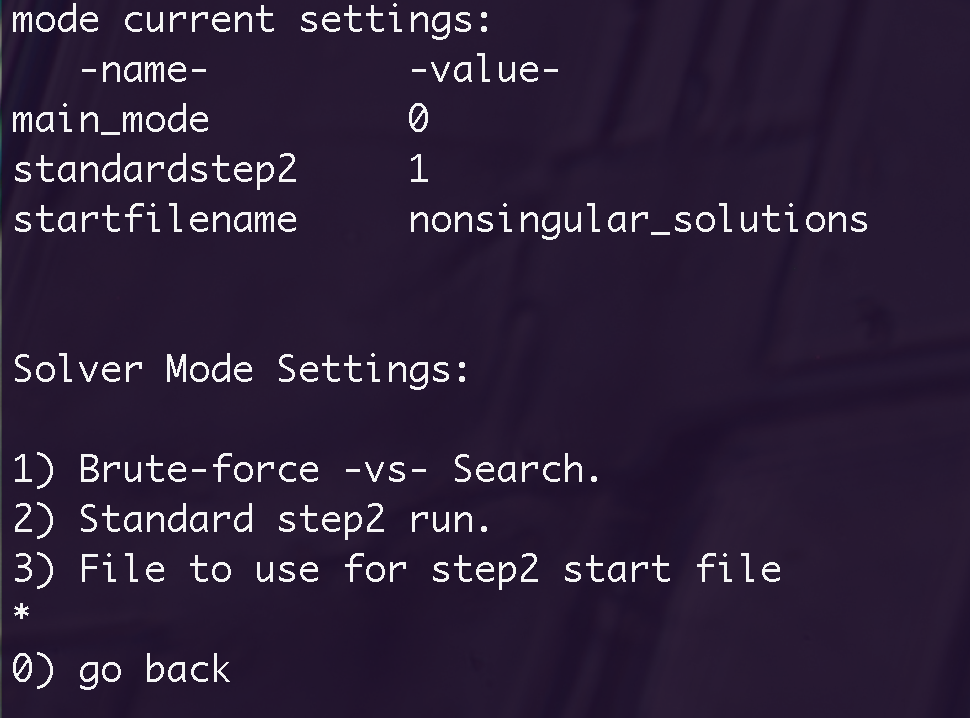 mode current settings:
-name- -value-
main_mode 0
standardstep2 1
startfilename nonsingular_solutions
Solver Mode Settings:
1) Brute-force -vs- Search.
2) Standard step2 run.
3) File to use for step2 start file
*
0) go back